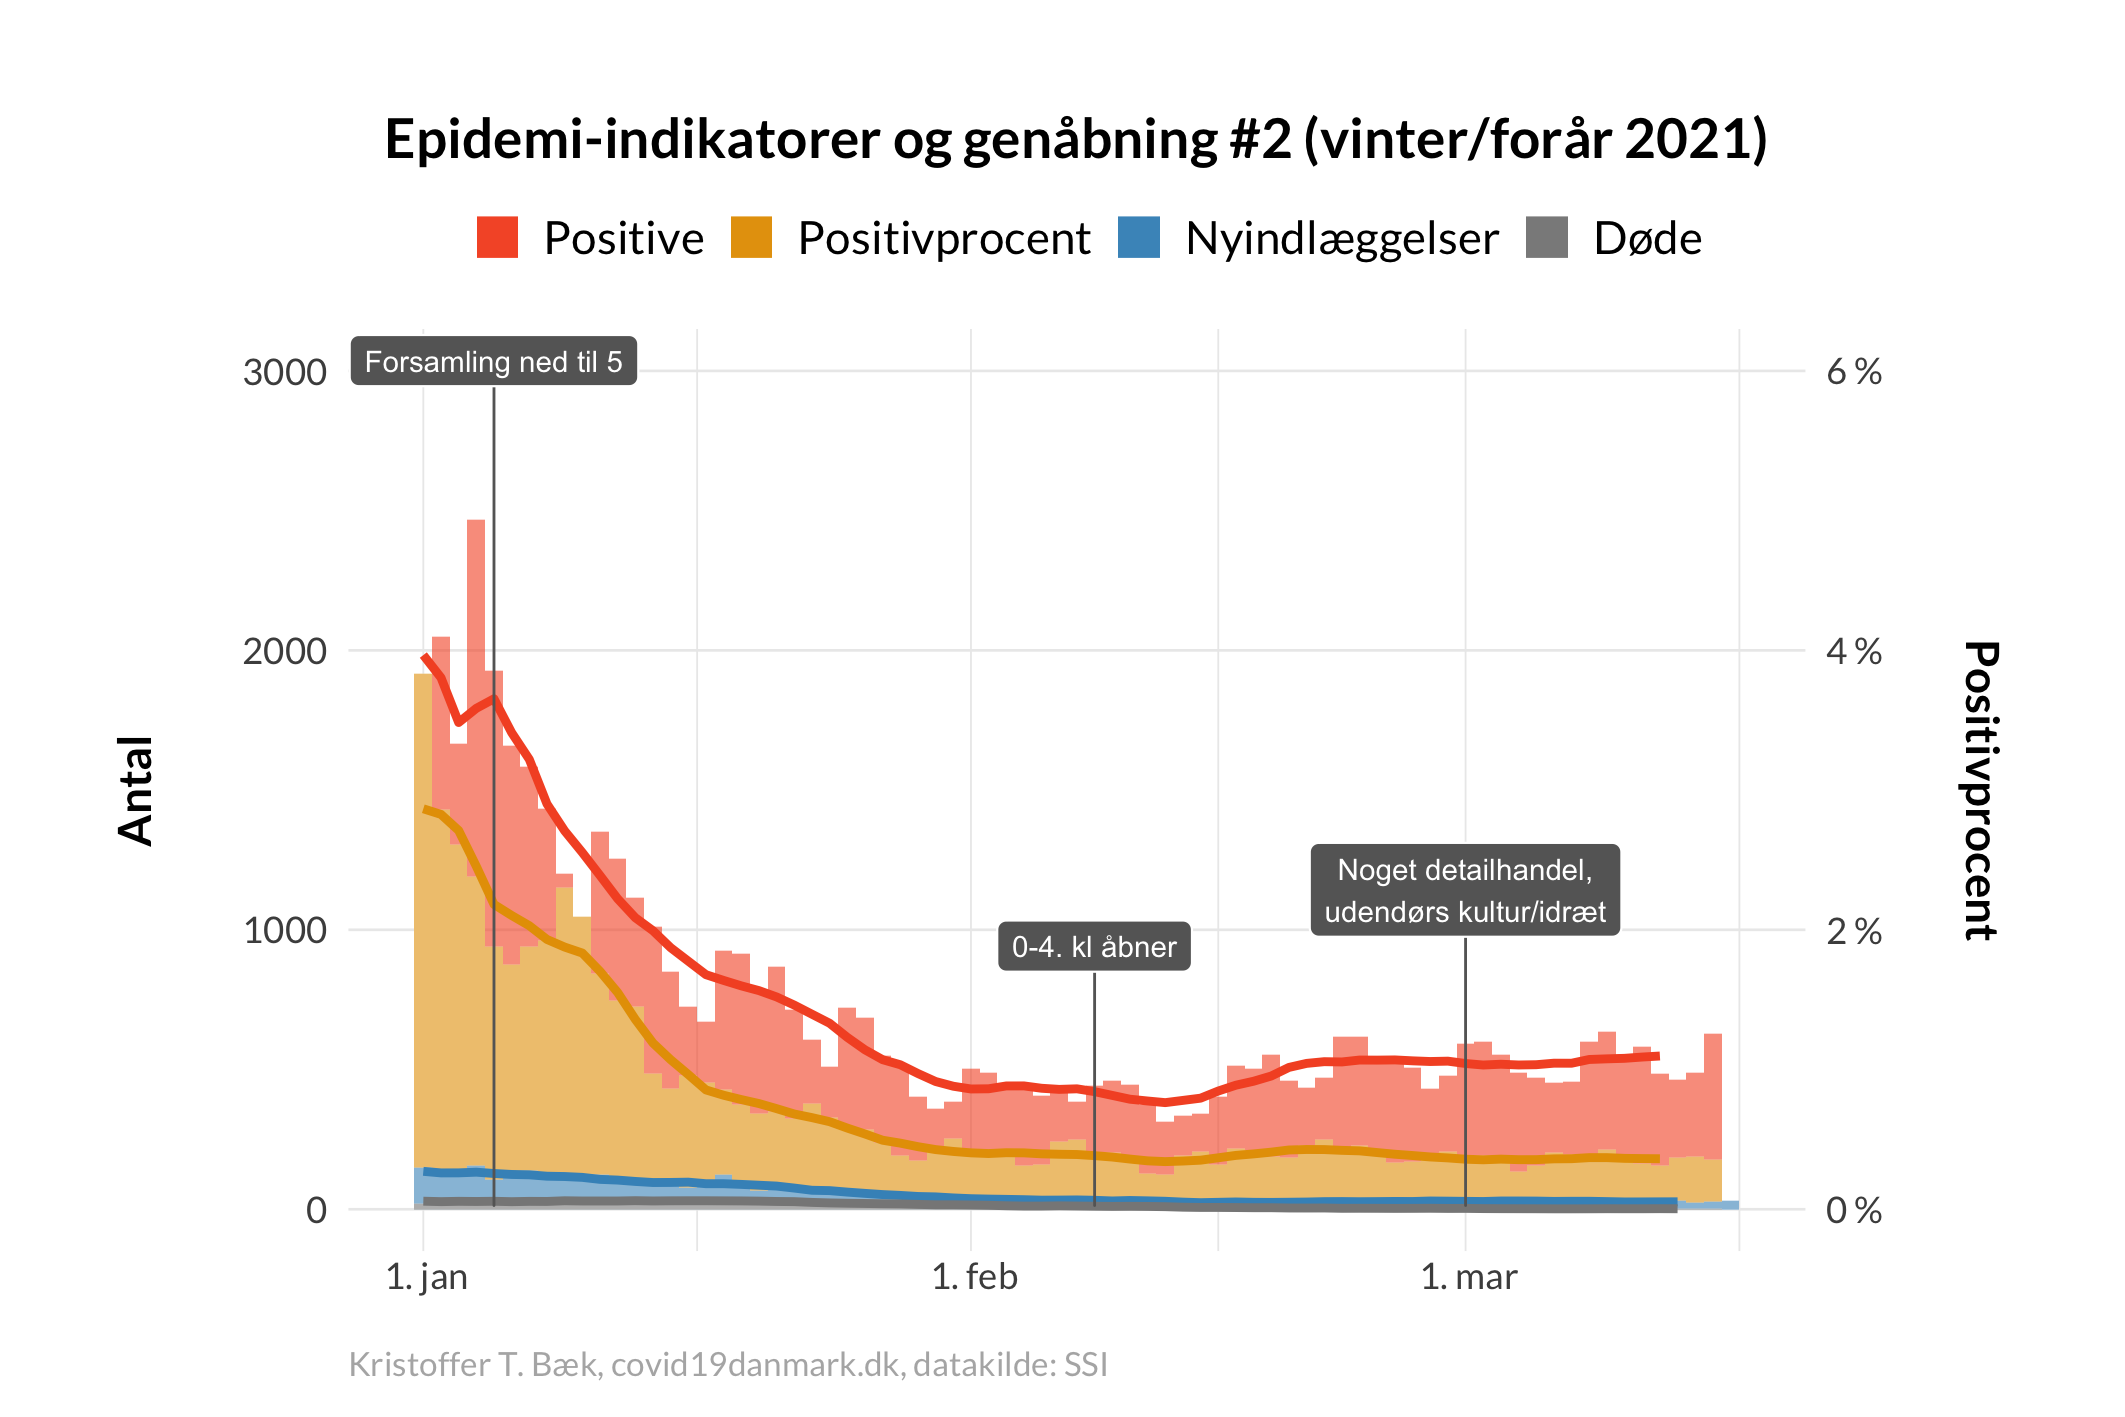 Epidemi-indikatorer og genåbning #2 (vinter/forår 2021)
Positive Positivprocent Nyindlæggelser Døde
Forsamling ned til 5
3000
6 %
2000
4 %
Antal
Positivprocent
Noget detailhandel,
udendørs kultur/idræt
1000
0-4. kl åbner
2 %
0
0 %
1. jan
1. feb
1. mar
Kristoffer T. Bæk, covid19danmark.dk, datakilde: SSI